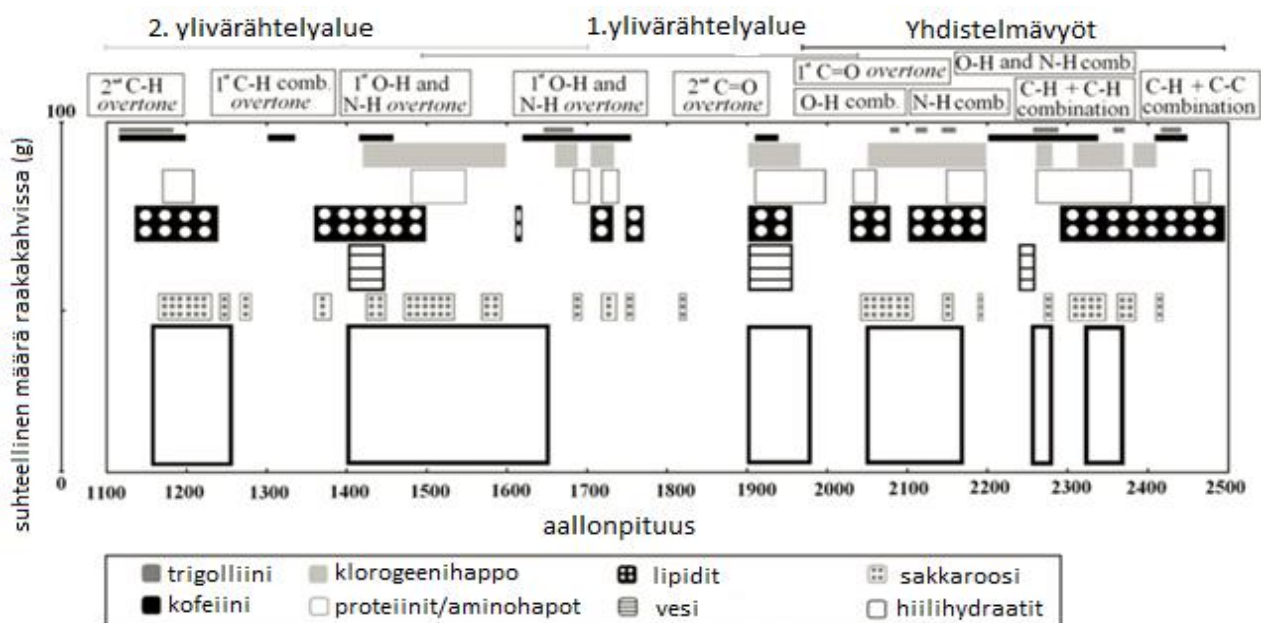 2. ylivärähtelyalue 1.ylivärähtelyalue Yhdistelmävyöt
2nd C-H overtone
1st C-H comb. overtone
1st O-H and N-H overtone
1st O-H and N-H overtone
2nd C=O overtone
1st C=O overtone
O-H comb.
N-H comb.
O-H and N-H comb.
C-H + C-H combination
C-H + C-C combination
100
suhteellinen määrä raakakahvissa (g)
0
1100 1200 1300 1400 1500 1600 1700 1800 1900 2000 2100 2200 2300 2400 2500
aallonpituus
trigolliini klorogeenihappo lipidit sakkaroosi
kofeiini proteiinit/aminohapot vesi hiilihydraatit